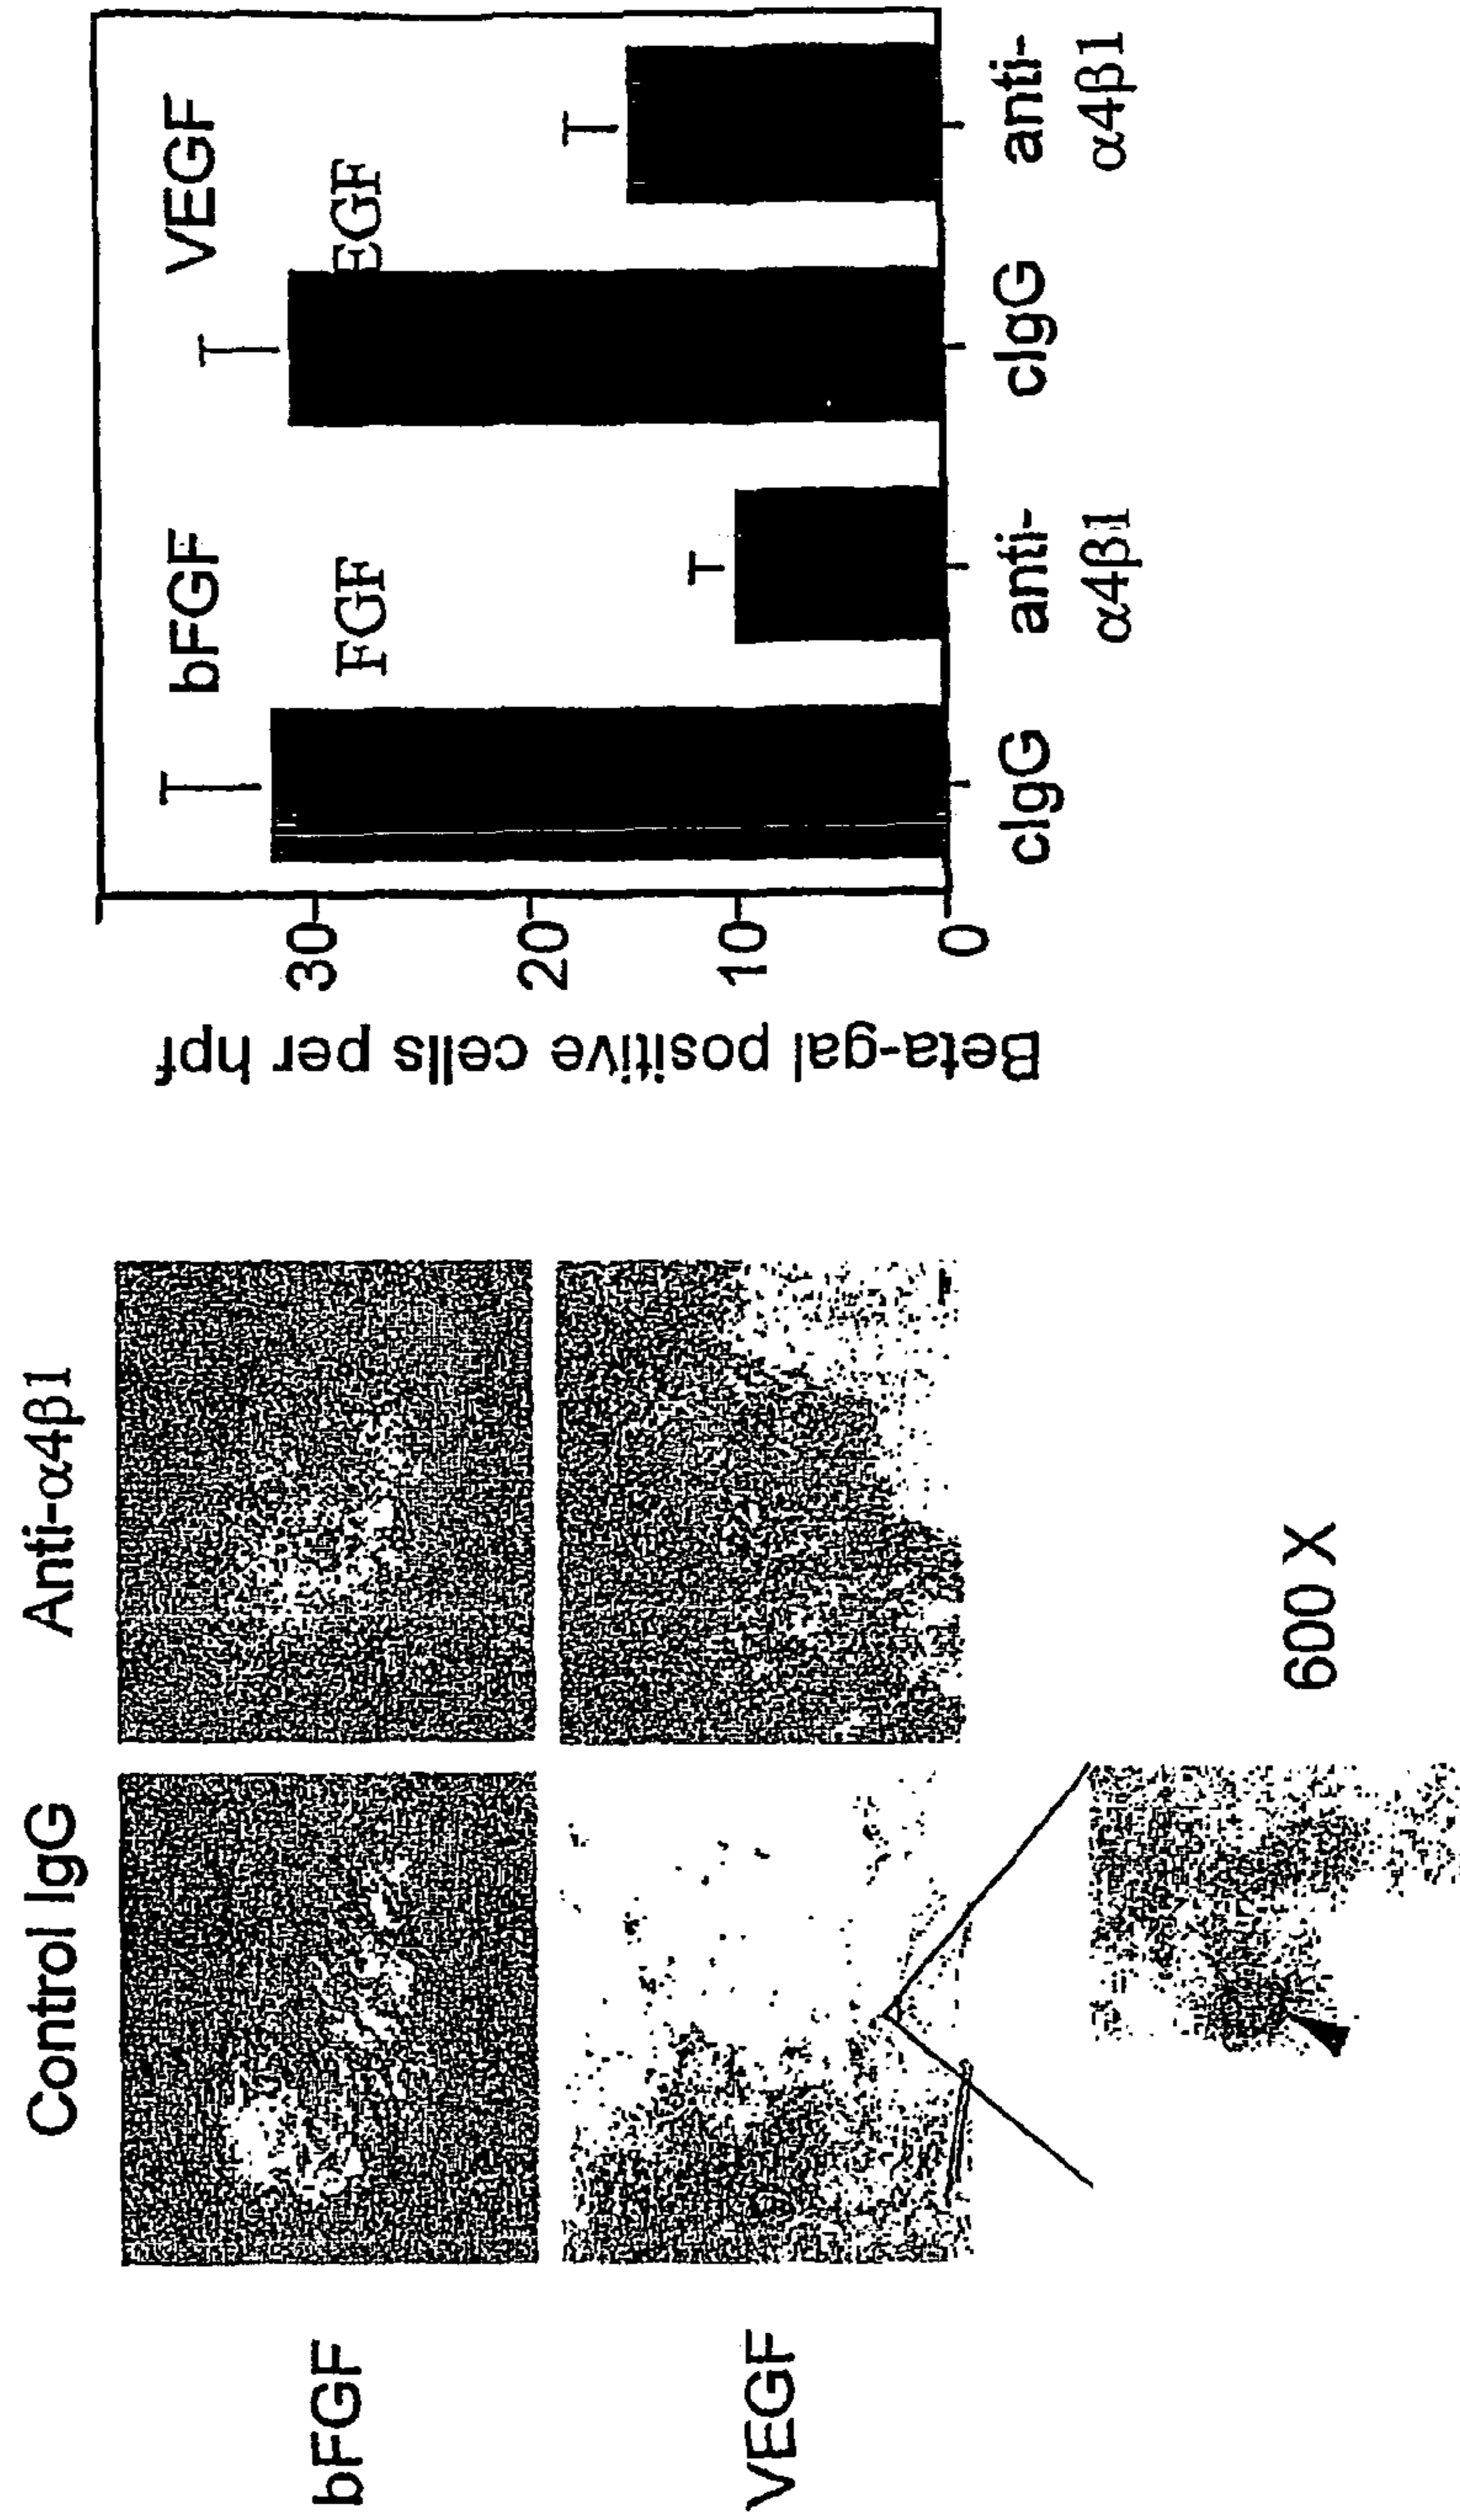 Control IgG
Anti-α4β1
bFGF
VEGF
600 X
Beta-gal positive cells per hpf
30
20
10
0
bFGF
VEGF
FGF
EGF
cIgG
anti-
α4β1
cIgG
anti-
α4β1